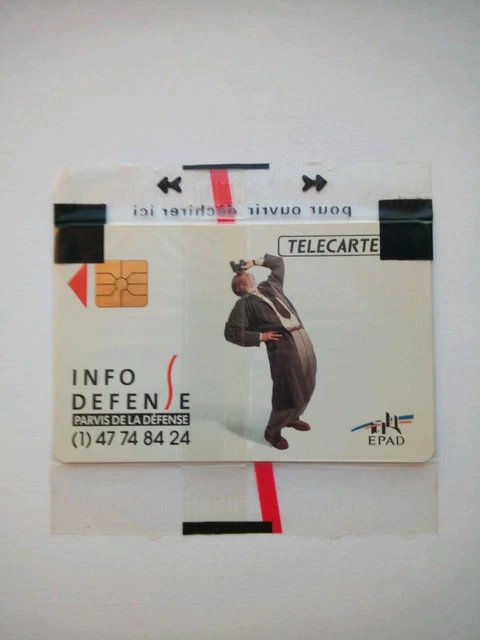 pour ouvrir déchirer ici
TELECARTE
INFO
DEFENSE
PARVIS DE LA DÉFENSE
(1) 47 74 84 24
EPAD